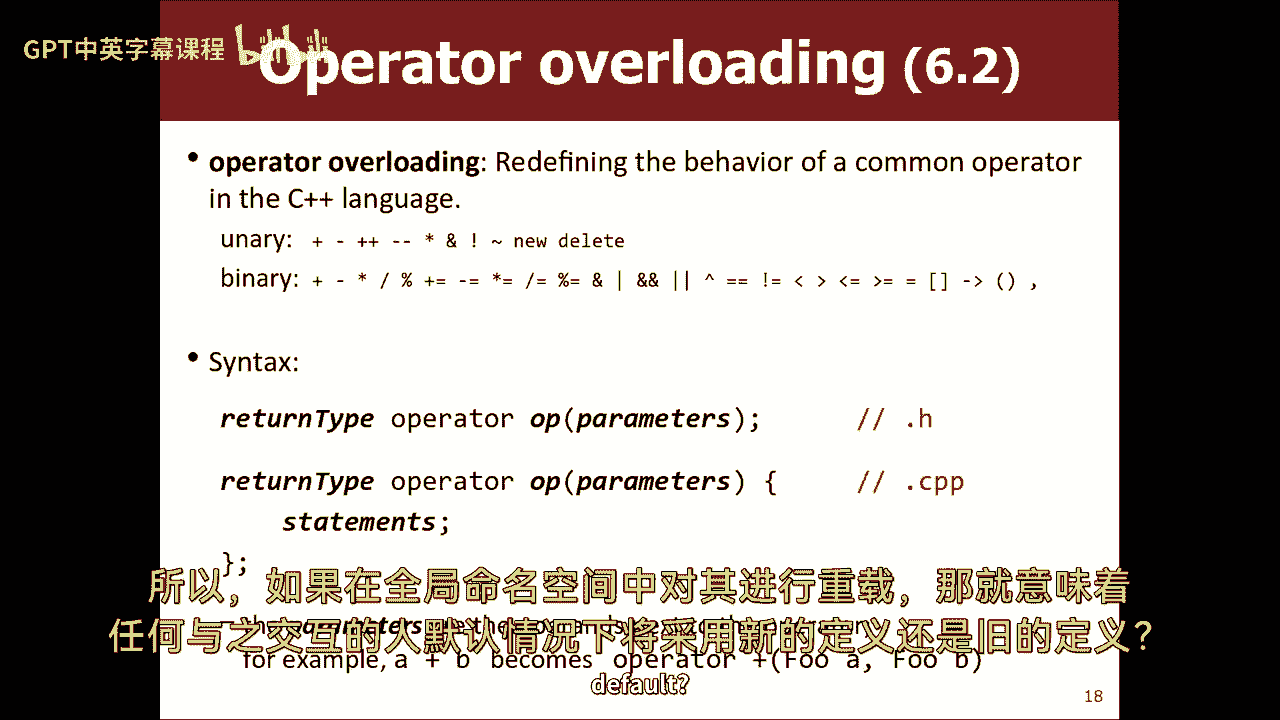 GPT中英字幕课程 bilibili
Operator overloading (6.2)
• operator overloading: Redefining the behavior of a common operator
in the C++ language.
unary: + - ++ -- * & ! ~ new delete
binary: + - * / % += -= *= /= %= & | && || ^ == != < > <= >= = [] -> () ,
• Syntax:
returnType operator op(parameters); // .h
returnType operator op(parameters) { // .cpp
statements;
};
所以，如果在全局命名空间中对其进行重载，那就意味着
任何与之交互的人默认情况下将采用新的定义还是旧的定义？
for example, a + b becomes operator +(Foo a, Foo b)
default?
18